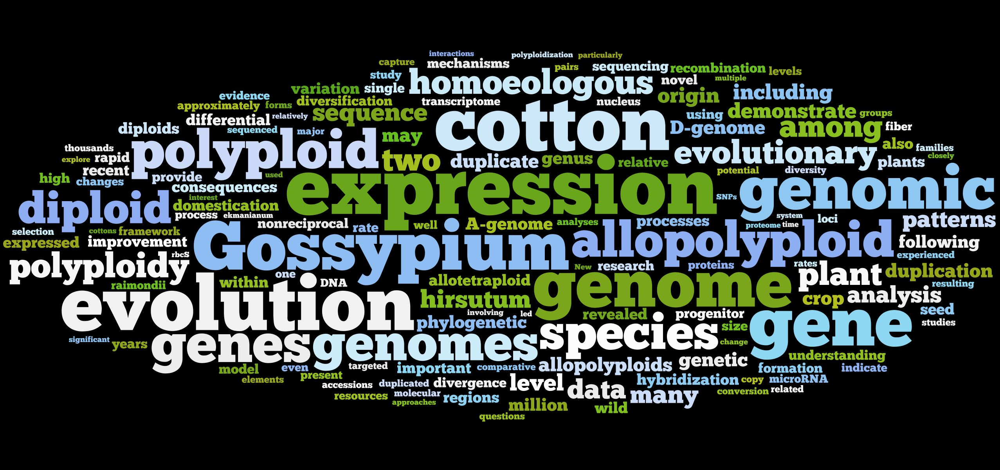 interactions
polyploidization
particularly
capture
mechanisms
pairs
sequencing
recombination
levels
study
homoeologous
novel
multiple
variation
single
origin
including
evidence
diversification
transcriptome
nucleus
approximately
forms
sequence
cotton
using
demonstrate
groups
differential
relatively
diploids
sequenced
major
may
D-genome
among
fiber
thousands
polyploid
evolutionary
also
families
explore
rapid
two
duplicate
genus
relative
closely
recent
plants
high
changes
provide
used
expression
potential
diversity
consequences
genomic
diploid
interest
SNPs
domestication
process
ekmanianum
system
loci
patterns
nonreciprocal
rate
well
A-genome
analyses
processes
proteome
time
selection
cottons
framework
Gossypium
allopolyploid
expressed
improvement
following
rbcS
experienced
polyploidy
one
New
research
proteins
rates
plant
duplication
raimondii
within
DNA
allotetraploid
genome
resulting
evolution
hirsutum
crop
analysis
involving
led
revealed
progenitor
seed
phylogenetic
species
size
gene
studies
significant
years
genes
genomes
change
understanding
model
even
targeted
important
comparative
allopolyploids
genetic
formation
indicate
elements
present
accessions
duplicated
divergence
level
data
hybridization
copy
microRNA
resources
molecular
regions
many
conversion
related
approaches
million
wild
questions